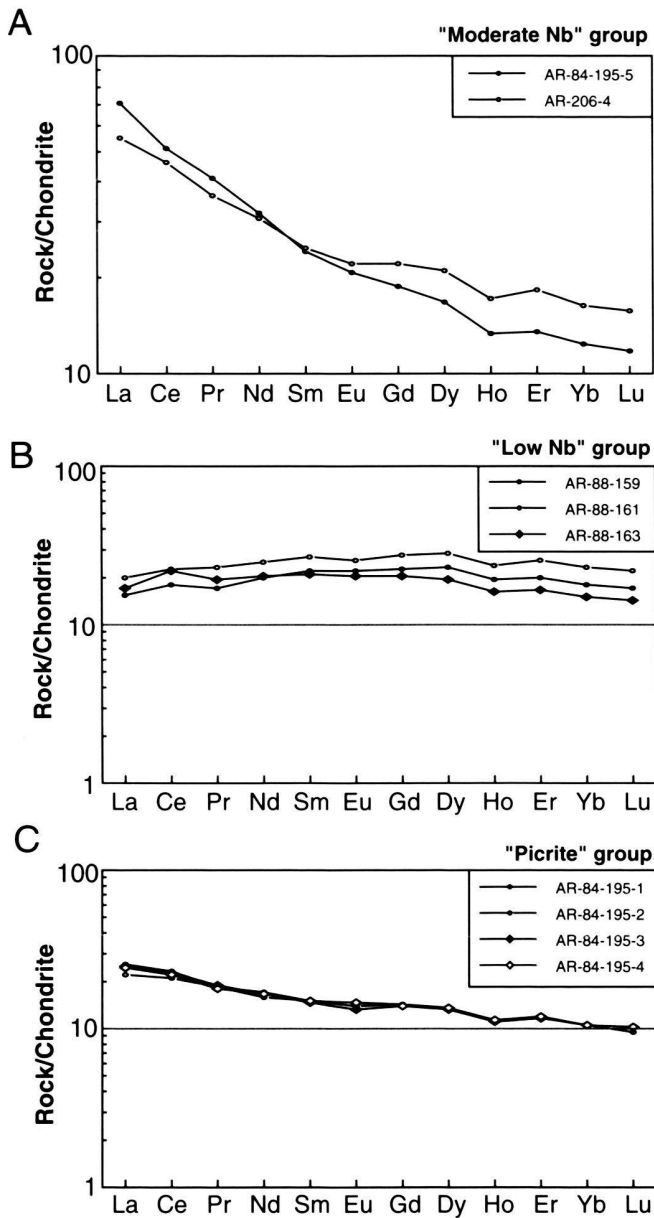 A
"Moderate Nb" group
100
AR-84-195-5
AR-206-4
Rock/Chondrite
10
La Ce Pr Nd Sm Eu Gd Dy Ho Er Yb Lu
B
"Low Nb" group
100
AR-88-159
AR-88-161
AR-88-163
Rock/Chondrite
10
1
La Ce Pr Nd Sm Eu Gd Dy Ho Er Yb Lu
C
"Picrite" group
100
AR-84-195-1
AR-84-195-2
AR-84-195-3
AR-84-195-4
Rock/Chondrite
10
1
La Ce Pr Nd Sm Eu Gd Dy Ho Er Yb Lu